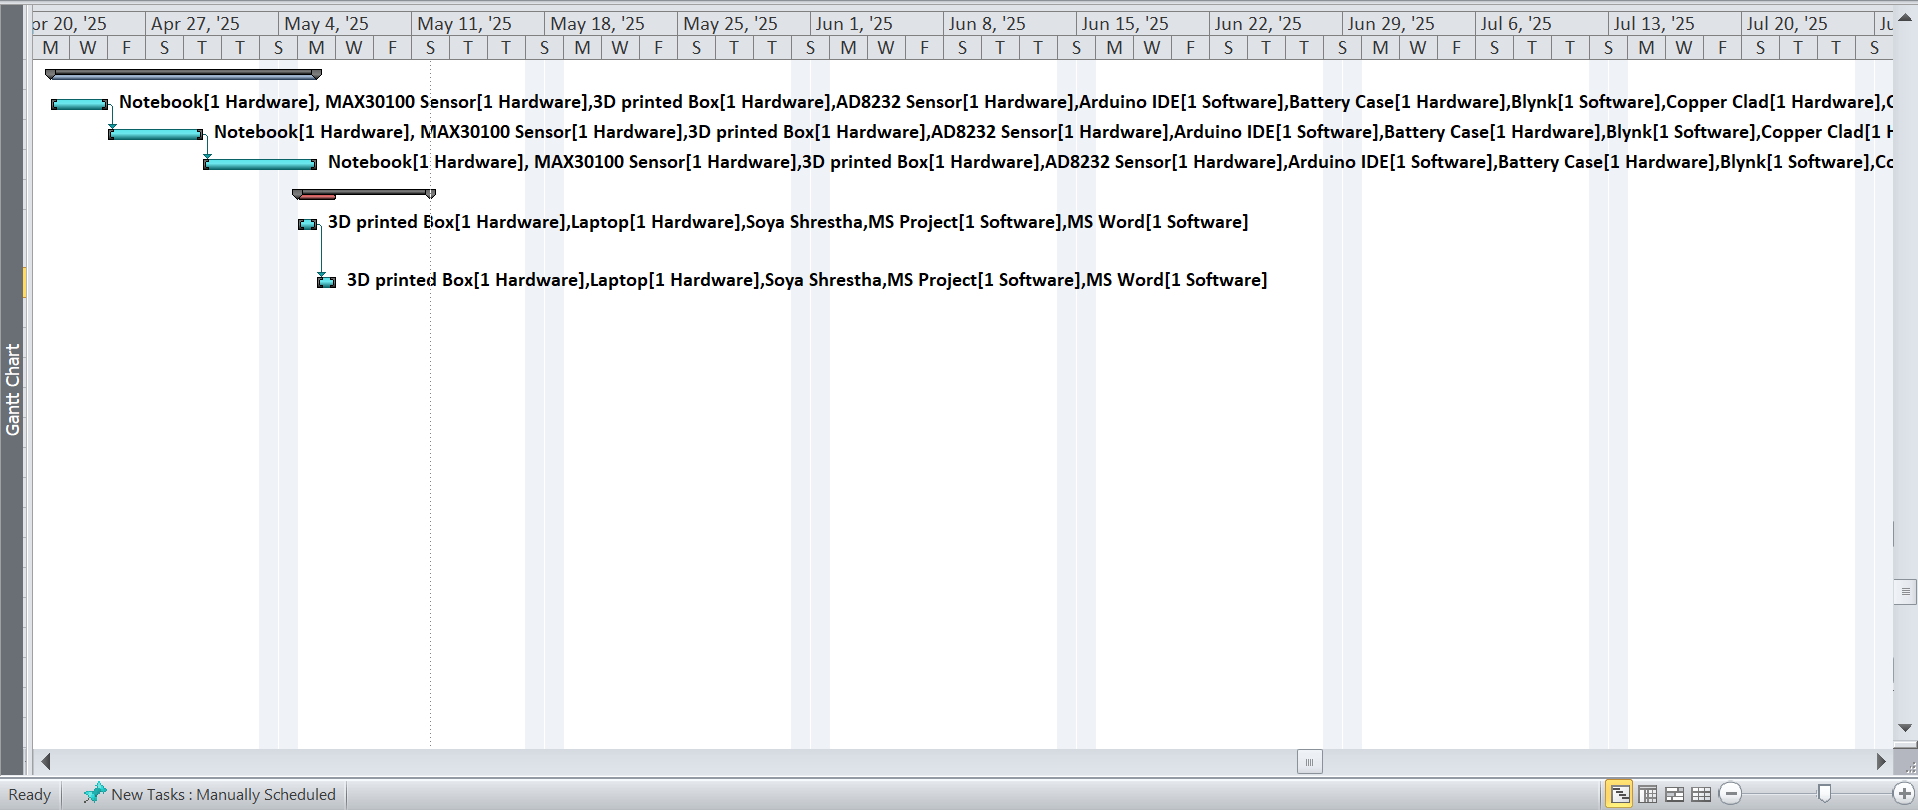 pr 20, '25 Apr 27, '25 May 4, '25 May 11, '25 May 18, '25 May 25, '25 Jun 1, '25 Jun 8, '25 Jun 15, '25 Jun 22, '25 Jun 29, '25 Jul 6, '25 Jul 13, '25 Jul 20, '25 Ju
M W F S T T S M W F S T T S M W F S T T S M W F S T T S M W F S T T S M W F S T T S M W F S T T S
Notebook[1 Hardware], MAX30100 Sensor[1 Hardware],3D printed Box[1 Hardware],AD8232 Sensor[1 Hardware],Arduino IDE[1 Software],Battery Case[1 Hardware],Blynk[1 Software],Copper Clad[1 Hardware],C
Notebook[1 Hardware], MAX30100 Sensor[1 Hardware],3D printed Box[1 Hardware],AD8232 Sensor[1 Hardware],Arduino IDE[1 Software],Battery Case[1 Hardware],Blynk[1 Software],Copper Clad[1 H
Notebook[1 Hardware], MAX30100 Sensor[1 Hardware],3D printed Box[1 Hardware],AD8232 Sensor[1 Hardware],Arduino IDE[1 Software],Battery Case[1 Hardware],Blynk[1 Software],Co
3D printed Box[1 Hardware],Laptop[1 Hardware],Soya Shrestha,MS Project[1 Software],MS Word[1 Software]
3D printed Box[1 Hardware],Laptop[1 Hardware],Soya Shrestha,MS Project[1 Software],MS Word[1 Software]
Gantt Chart
Ready New Tasks : Manually Scheduled